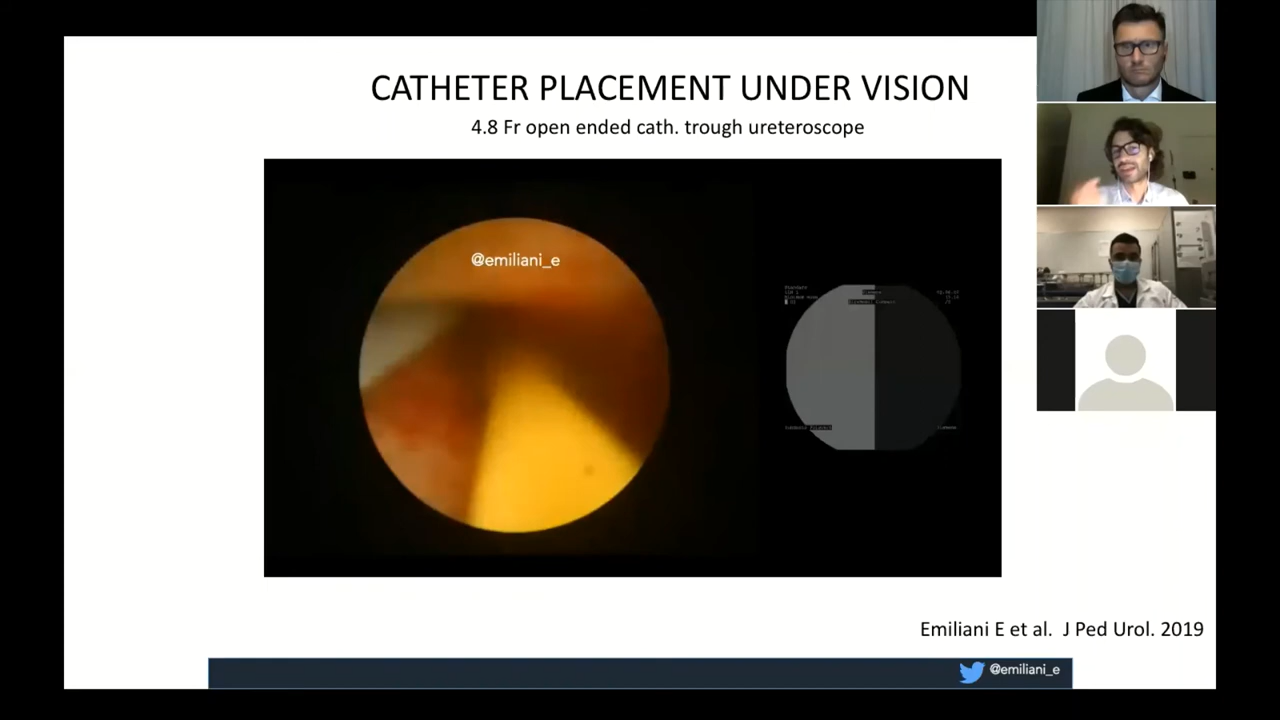 CATHETER PLACEMENT UNDER VISION
4.8 Fr open ended cath. trough ureteroscope
@emiliani_e
Emiliani E et al. J Ped Urol. 2019
@emiliani_e